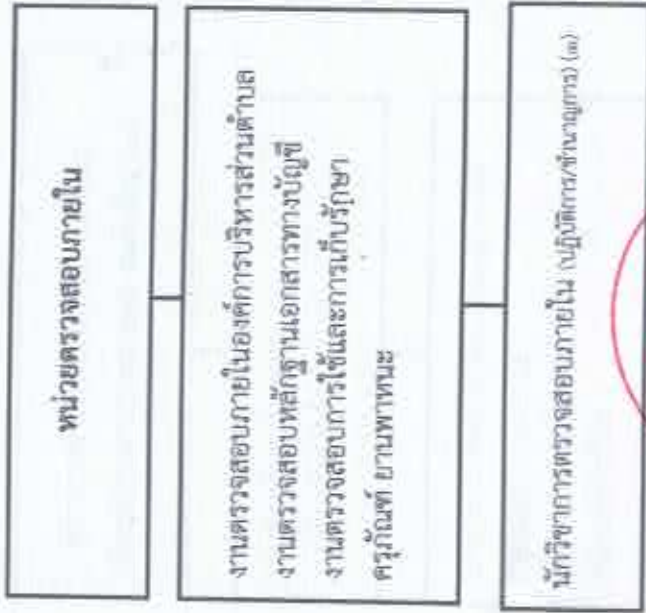 หน่วยตรวจสอบภายใน
งานตรวจสอบภายในองค์การบริหารส่วนตำบล
งานตรวจสอบหลักฐานเอกสารทางบัญชี
งานตรวจสอบการใช้และการเก็บรักษา
ครุภัณฑ์ ยานพาหนะ
นักวิชาการตรวจสอบภายใน (ปฏิบัติการ/ชำนาญการ) (๑)